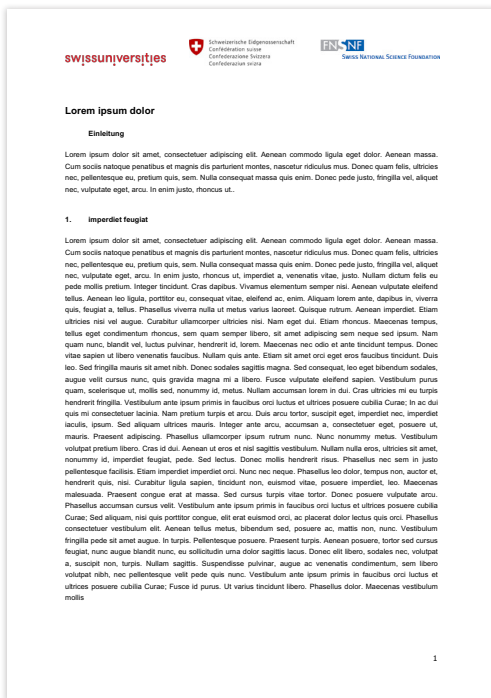 swissuniversities
Schweizerische Eidgenossenschaft
Confédération suisse
Confederazione Svizzera
Confederaziun svizra
FNSNF
SWISS NATIONAL SCIENCE FOUNDATION
Lorem ipsum dolor
Einleitung
Lorem ipsum dolor sit amet, consectetuer adipiscing elit. Aenean commodo ligula eget dolor. Aenean massa.
Cum sociis natoque penatibus et magnis dis parturient montes, nascetur ridiculus mus. Donec quam felis, ultricies
nec, pellentesque eu, pretium quis, sem. Nulla consequat massa quis enim. Donec pede justo, fringilla vel, aliquet
nec, vulputate eget, arcu. In enim justo, rhoncus ut..
1. imperdiet feugiat
Lorem ipsum dolor sit amet, consectetuer adipiscing elit. Aenean commodo ligula eget dolor. Aenean massa.
Cum sociis natoque penatibus et magnis dis parturient montes, nascetur ridiculus mus. Donec quam felis, ultricies
nec, pellentesque eu, pretium quis, sem. Nulla consequat massa quis enim. Donec pede justo, fringilla vel, aliquet
nec, vulputate eget, arcu. In enim justo, rhoncus ut, imperdiet a, venenatis vitae, justo. Nullam dictum felis eu
pede mollis pretium. Integer tincidunt. Cras dapibus. Vivamus elementum semper nisi. Aenean vulputate eleifend
tellus. Aenean leo ligula, porttitor eu, consequat vitae, eleifend ac, enim. Aliquam lorem ante, dapibus in, viverra
quis, feugiat a, tellus. Phasellus viverra nulla ut metus varius laoreet. Quisque rutrum. Aenean imperdiet. Etiam
ultricies nisi vel augue. Curabitur ullamcorper ultricies nisi. Nam eget dui. Etiam rhoncus. Maecenas tempus,
tellus eget condimentum rhoncus, sem quam semper libero, sit amet adipiscing sem neque sed ipsum. Nam
quam nunc, blandit vel, luctus pulvinar, hendrerit id, lorem. Maecenas nec odio et ante tincidunt tempus. Donec
vitae sapien ut libero venenatis faucibus. Nullam quis ante. Etiam sit amet orci eget eros faucibus tincidunt. Duis
leo. Sed fringilla mauris sit amet nibh. Donec sodales sagittis magna. Sed consequat, leo eget bibendum sodales,
augue velit cursus nunc, quis gravida magna mi a libero. Fusce vulputate eleifend sapien. Vestibulum purus
quam, scelerisque ut, mollis sed, nonummy id, metus. Nullam accumsan lorem in dui. Cras ultricies mi eu turpis
hendrerit fringilla. Vestibulum ante ipsum primis in faucibus orci luctus et ultrices posuere cubilia Curae; In ac dui
quis mi consectetuer lacinia. Nam pretium turpis et arcu. Duis arcu tortor, suscipit eget, imperdiet nec, imperdiet
iaculis, ipsum. Sed aliquam ultrices mauris. Integer ante arcu, accumsan a, consectetuer eget, posuere ut,
mauris. Praesent adipiscing. Phasellus ullamcorper ipsum rutrum nunc. Nunc nonummy metus. Vestibulum
volutpat pretium libero. Cras id dui. Aenean ut eros et nisl sagittis vestibulum. Nullam nulla eros, ultricies sit amet,
nonummy id, imperdiet feugiat, pede. Sed lectus. Donec mollis hendrerit risus. Phasellus nec sem in justo
pellentesque facilisis. Etiam imperdiet imperdiet orci. Nunc nec neque. Phasellus leo dolor, tempus non, auctor et,
hendrerit quis, nisi. Curabitur ligula sapien, tincidunt non, euismod vitae, posuere imperdiet, leo. Maecenas
malesuada. Praesent congue erat at massa. Sed cursus turpis vitae tortor. Donec posuere vulputate arcu.
Phasellus accumsan cursus velit. Vestibulum ante ipsum primis in faucibus orci luctus et ultrices posuere cubilia
Curae; Sed aliquam, nisi quis porttitor congue, elit erat euismod orci, ac placerat dolor lectus quis orci. Phasellus
consectetuer vestibulum elit. Aenean tellus metus, bibendum sed, posuere ac, mattis non, nunc. Vestibulum
fringilla pede sit amet augue. In turpis. Pellentesque posuere. Praesent turpis. Aenean posuere, tortor sed cursus
feugiat, nunc augue blandit nunc, eu sollicitudin urna dolor sagittis lacus. Donec elit libero, sodales nec, volutpat
a, suscipit non, turpis. Nullam sagittis. Suspendisse pulvinar, augue ac venenatis condimentum, sem libero
volutpat nibh, nec pellentesque velit pede quis nunc. Vestibulum ante ipsum primis in faucibus orci luctus et
ultrices posuere cubilia Curae; Fusce id purus. Ut varius tincidunt libero. Phasellus dolor. Maecenas vestibulum
mollis
1